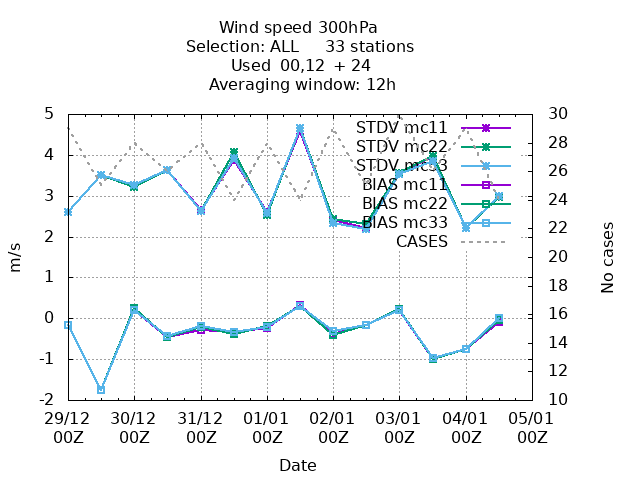 Wind speed 300hPa
Selection: ALL 33 stations
Used 00,12 + 24
Averaging window: 12h
5
4
3
2
1
0
-1
-2
m/s
30
28
26
24
22
20
18
16
14
12
10
No cases
STDV mc11
STDV mc22
STDV mc33
BIAS mc11
BIAS mc22
BIAS mc33
CASES
29/12 30/12 31/12 01/01 02/01 03/01 04/01 05/01
00Z 00Z 00Z 00Z 00Z 00Z 00Z 00Z
Date